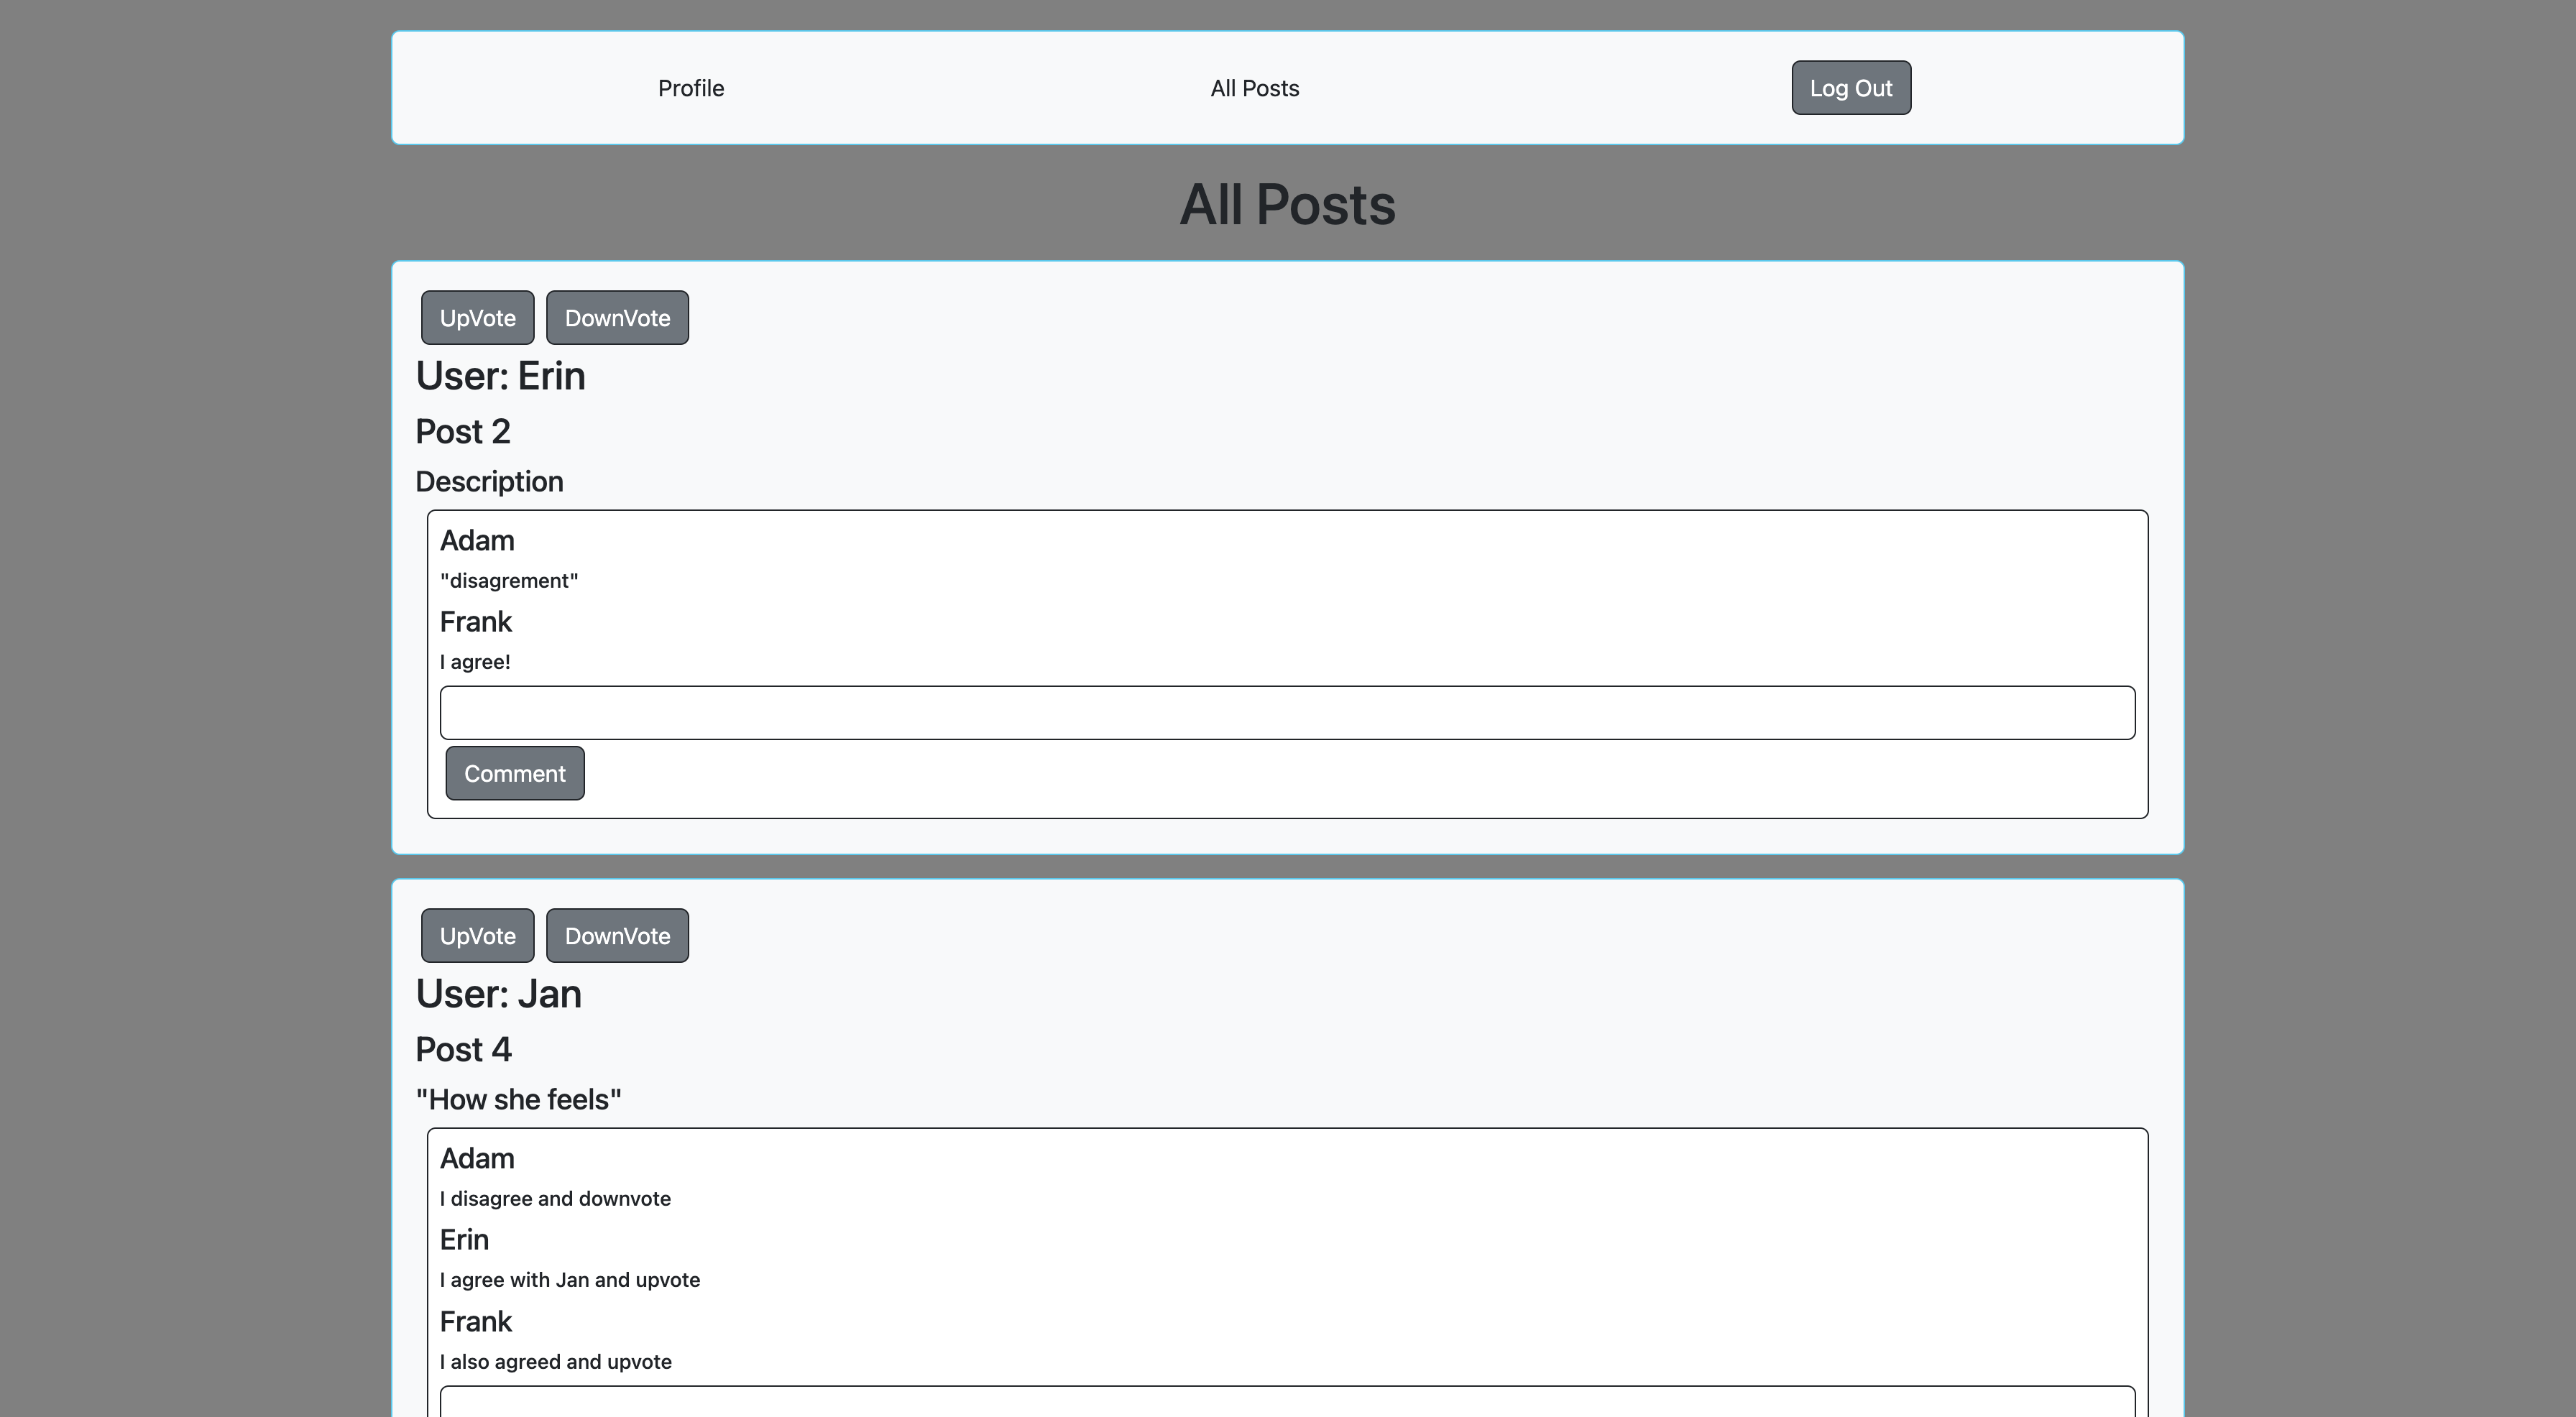 Profile All Posts Log Out
All Posts
UpVote DownVote
User: Erin
Post 2
Description
Adam
"disagrement"
Frank
I agree!
Comment
UpVote DownVote
User: Jan
Post 4
"How she feels"
Adam
I disagree and downvote
Erin
I agree with Jan and upvote
Frank
I also agreed and upvote